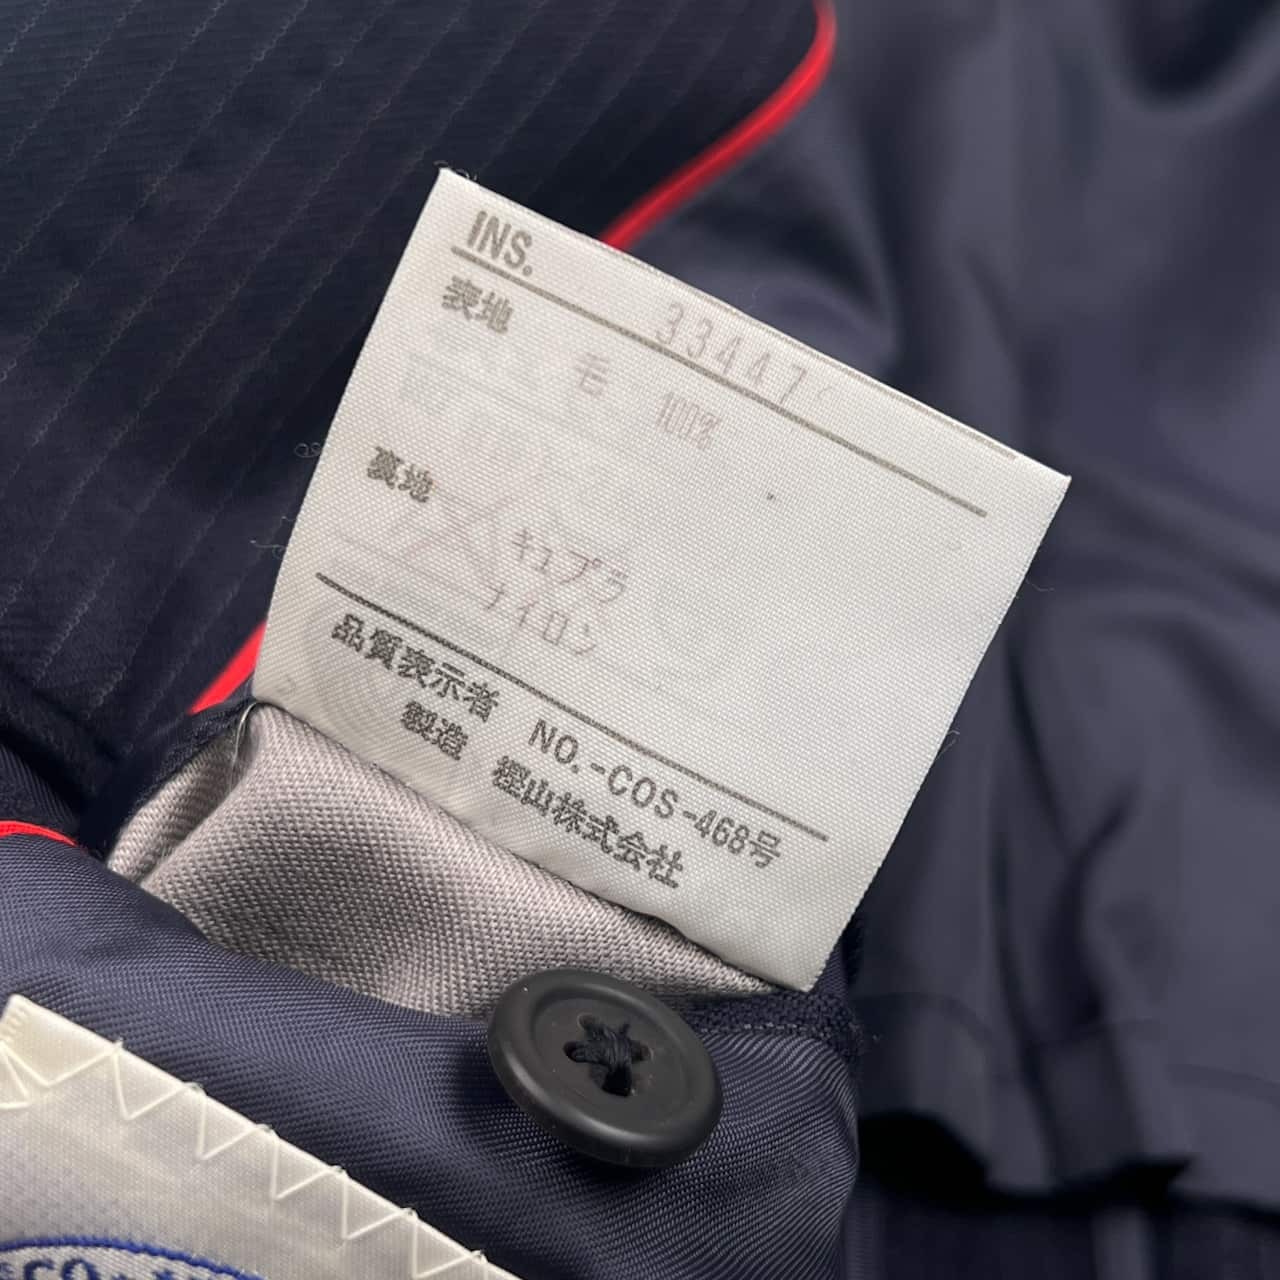 INS.
33447
表地
毛 100%
裏地
キュプラ
ナイロン
品質表示者 NO.-COS-468号
製造 樫山株式会社